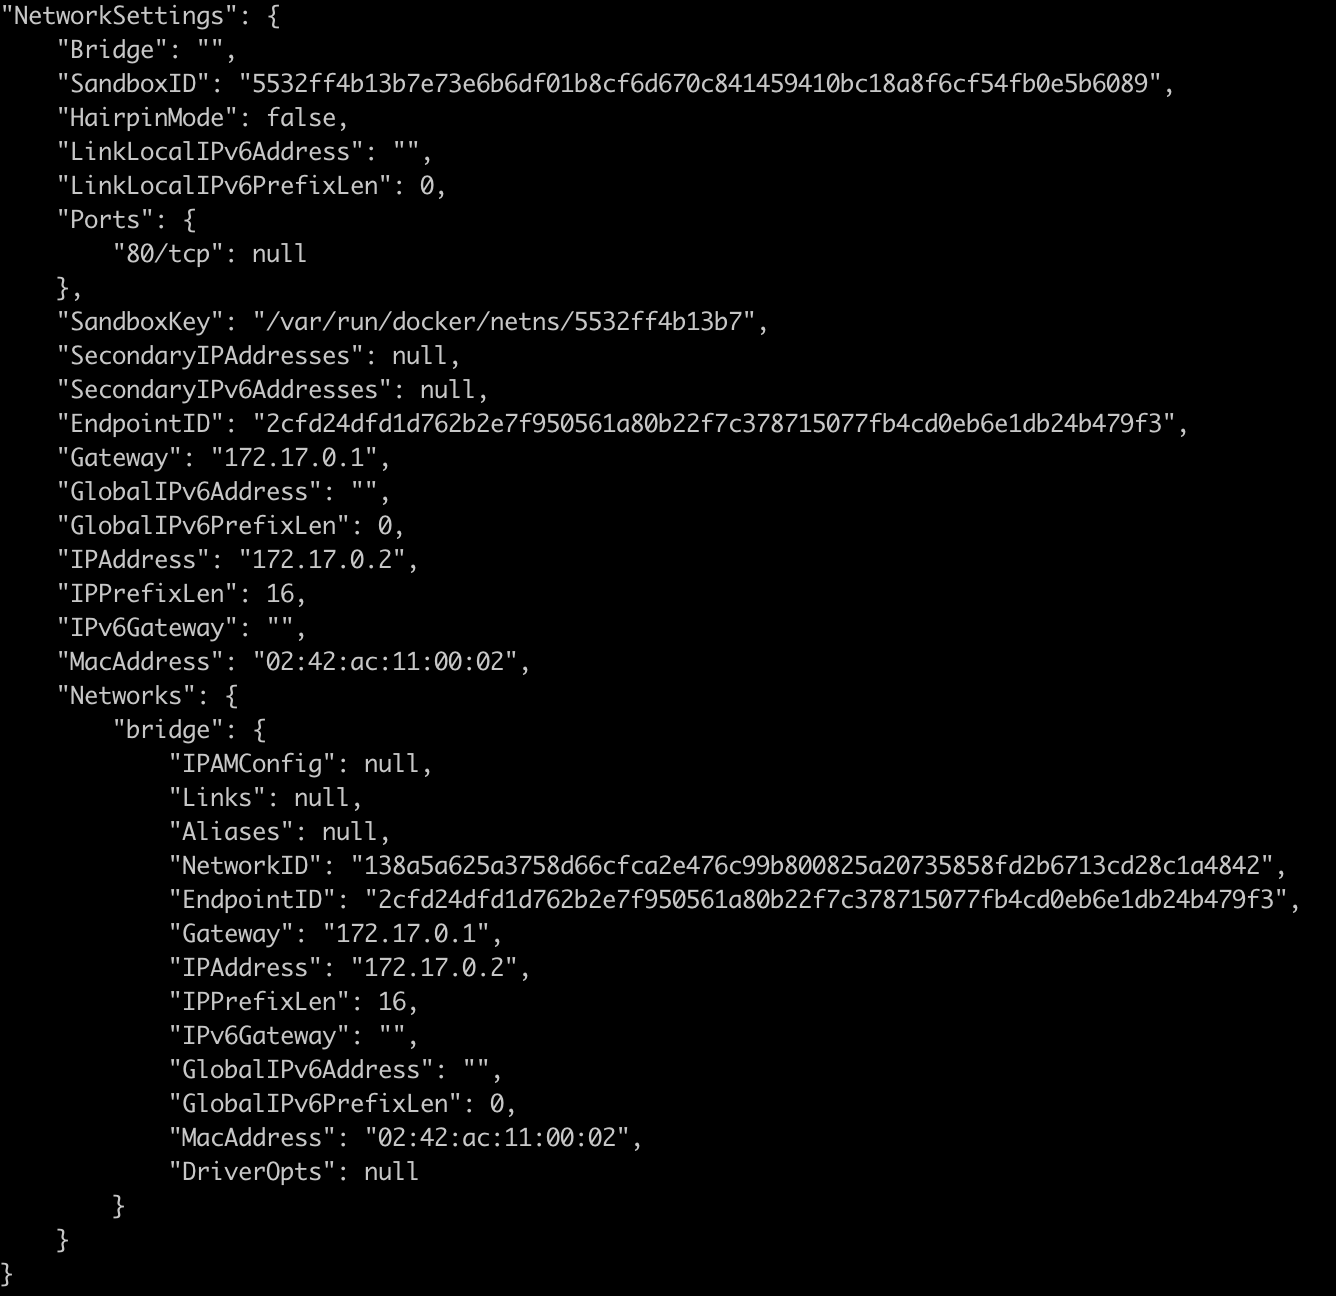 "NetworkSettings": {
    "Bridge": "",
    "SandboxID": "5532ff4b13b7e73e6b6df01b8cf6d670c841459410bc18a8f6cf54fb0e5b6089",
    "HairpinMode": false,
    "LinkLocalIPv6Address": "",
    "LinkLocalIPv6PrefixLen": 0,
    "Ports": {
        "80/tcp": null
    },
    "SandboxKey": "/var/run/docker/netns/5532ff4b13b7",
    "SecondaryIPAddresses": null,
    "SecondaryIPv6Addresses": null,
    "EndpointID": "2cfd24dfd1d762b2e7f950561a80b22f7c378715077fb4cd0eb6e1db24b479f3",
    "Gateway": "172.17.0.1",
    "GlobalIPv6Address": "",
    "GlobalIPv6PrefixLen": 0,
    "IPAddress": "172.17.0.2",
    "IPPrefixLen": 16,
    "IPv6Gateway": "",
    "MacAddress": "02:42:ac:11:00:02",
    "Networks": {
        "bridge": {
            "IPAMConfig": null,
            "Links": null,
            "Aliases": null,
            "NetworkID": "138a5a625a3758d66cfca2e476c99b800825a20735858fd2b6713cd28c1a4842",
            "EndpointID": "2cfd24dfd1d762b2e7f950561a80b22f7c378715077fb4cd0eb6e1db24b479f3",
            "Gateway": "172.17.0.1",
            "IPAddress": "172.17.0.2",
            "IPPrefixLen": 16,
            "IPv6Gateway": "",
            "GlobalIPv6Address": "",
            "GlobalIPv6PrefixLen": 0,
            "MacAddress": "02:42:ac:11:00:02",
            "DriverOpts": null
        }
    }
}